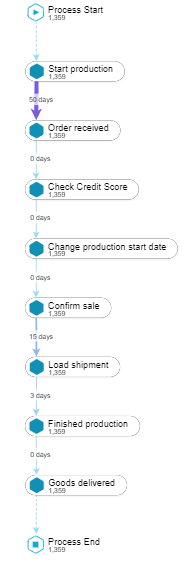 Process Start
1,359
Start production
1,359
50 days
Order received
1,359
0 days
Check Credit Score
1,359
0 days
Change production start date
1,359
0 days
Confirm sale
1,359
15 days
Load shipment
1,359
3 days
Finished production
1,359
0 days
Goods delivered
1,359
Process End
1,359